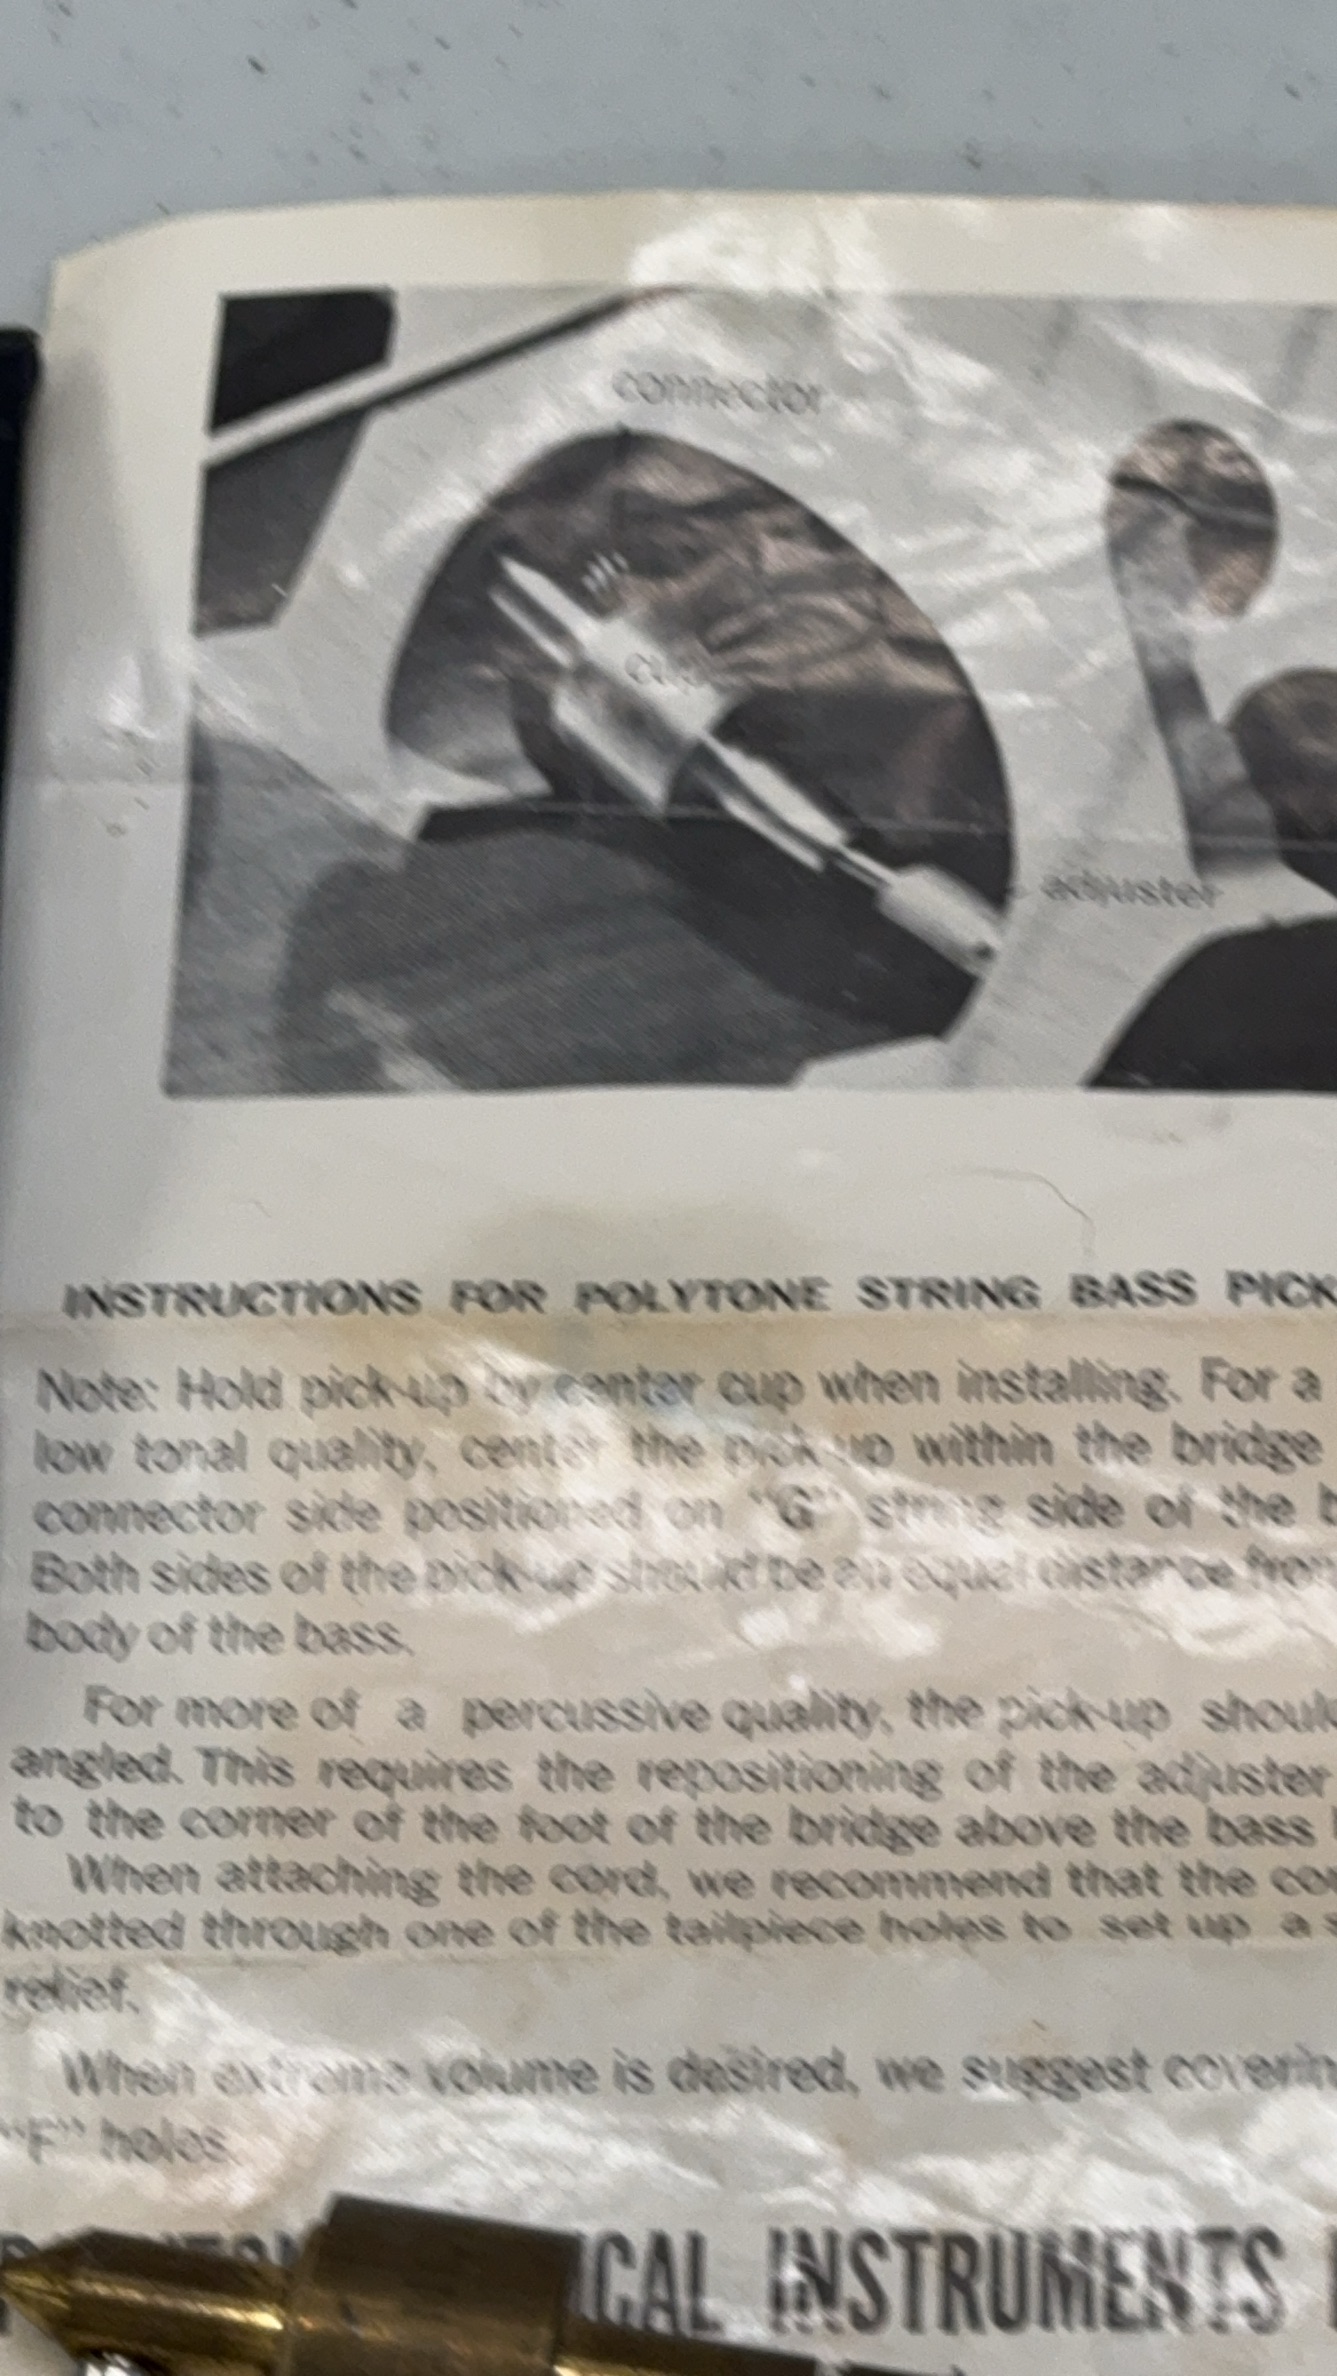 connector
cup
adjuster
INSTRUCTIONS FOR POLYTONE STRING BASS PICK
Note: Hold pick-up by center cup when installing. For a
low tonal quality, center the pick-up within the bridge
connector side positioned on "G" string side of the b
Both sides of the pick-up should be an equal distance from
body of the bass.
For more of a percussive quality, the pick-up should
angled. This requires the repositioning of the adjuster
to the corner of the foot of the bridge above the bass
When attaching the cord, we recommend that the cor
knotted through one of the tailpiece holes to set up a s
relief.
When extreme volume is desired, we suggest coverin
"F" holes
ICAL INSTRUMENTS